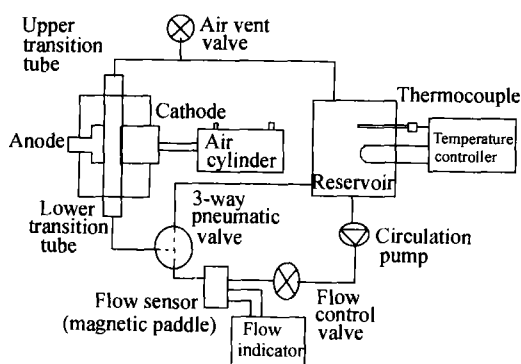 Upper
transition
tube
Air vent
valve
Cathode
Thermocouple
Anode
Air
cylinder
Temperature
controller
Reservoir
Lower
transition
tube
3-way
pneumatic
valve
Circulation
pump
Flow sensor
(magnetic paddle)
Flow
control
valve
Flow
indicator